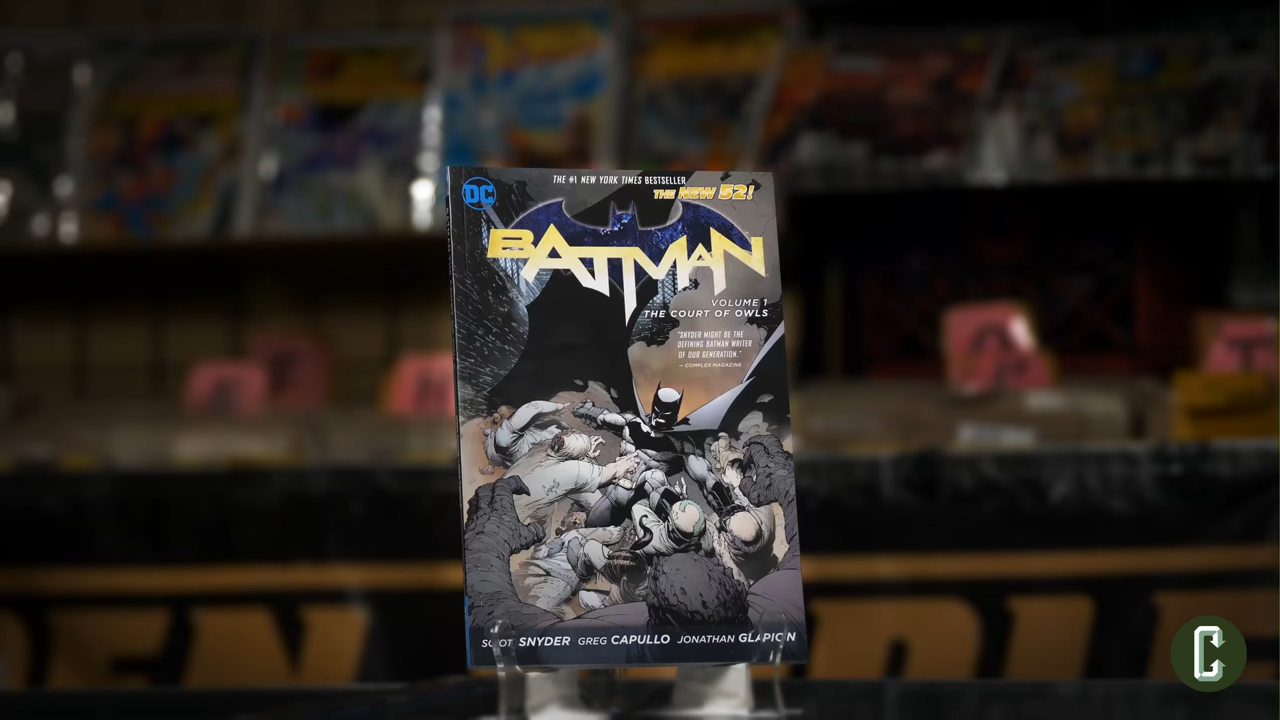 DC
THE #1 NEW YORK TIMES BESTSELLER
THE NEW 52!
BATMAN
VOLUME 1
THE COURT OF OWLS
"SNYDER MIGHT BE THE
DEFINING BATMAN WRITER
OF OUR GENERATION."
— COMPLEX MAGAZINE
SCOTT SNYDER GREG CAPULLO JONATHAN GLAPION
C